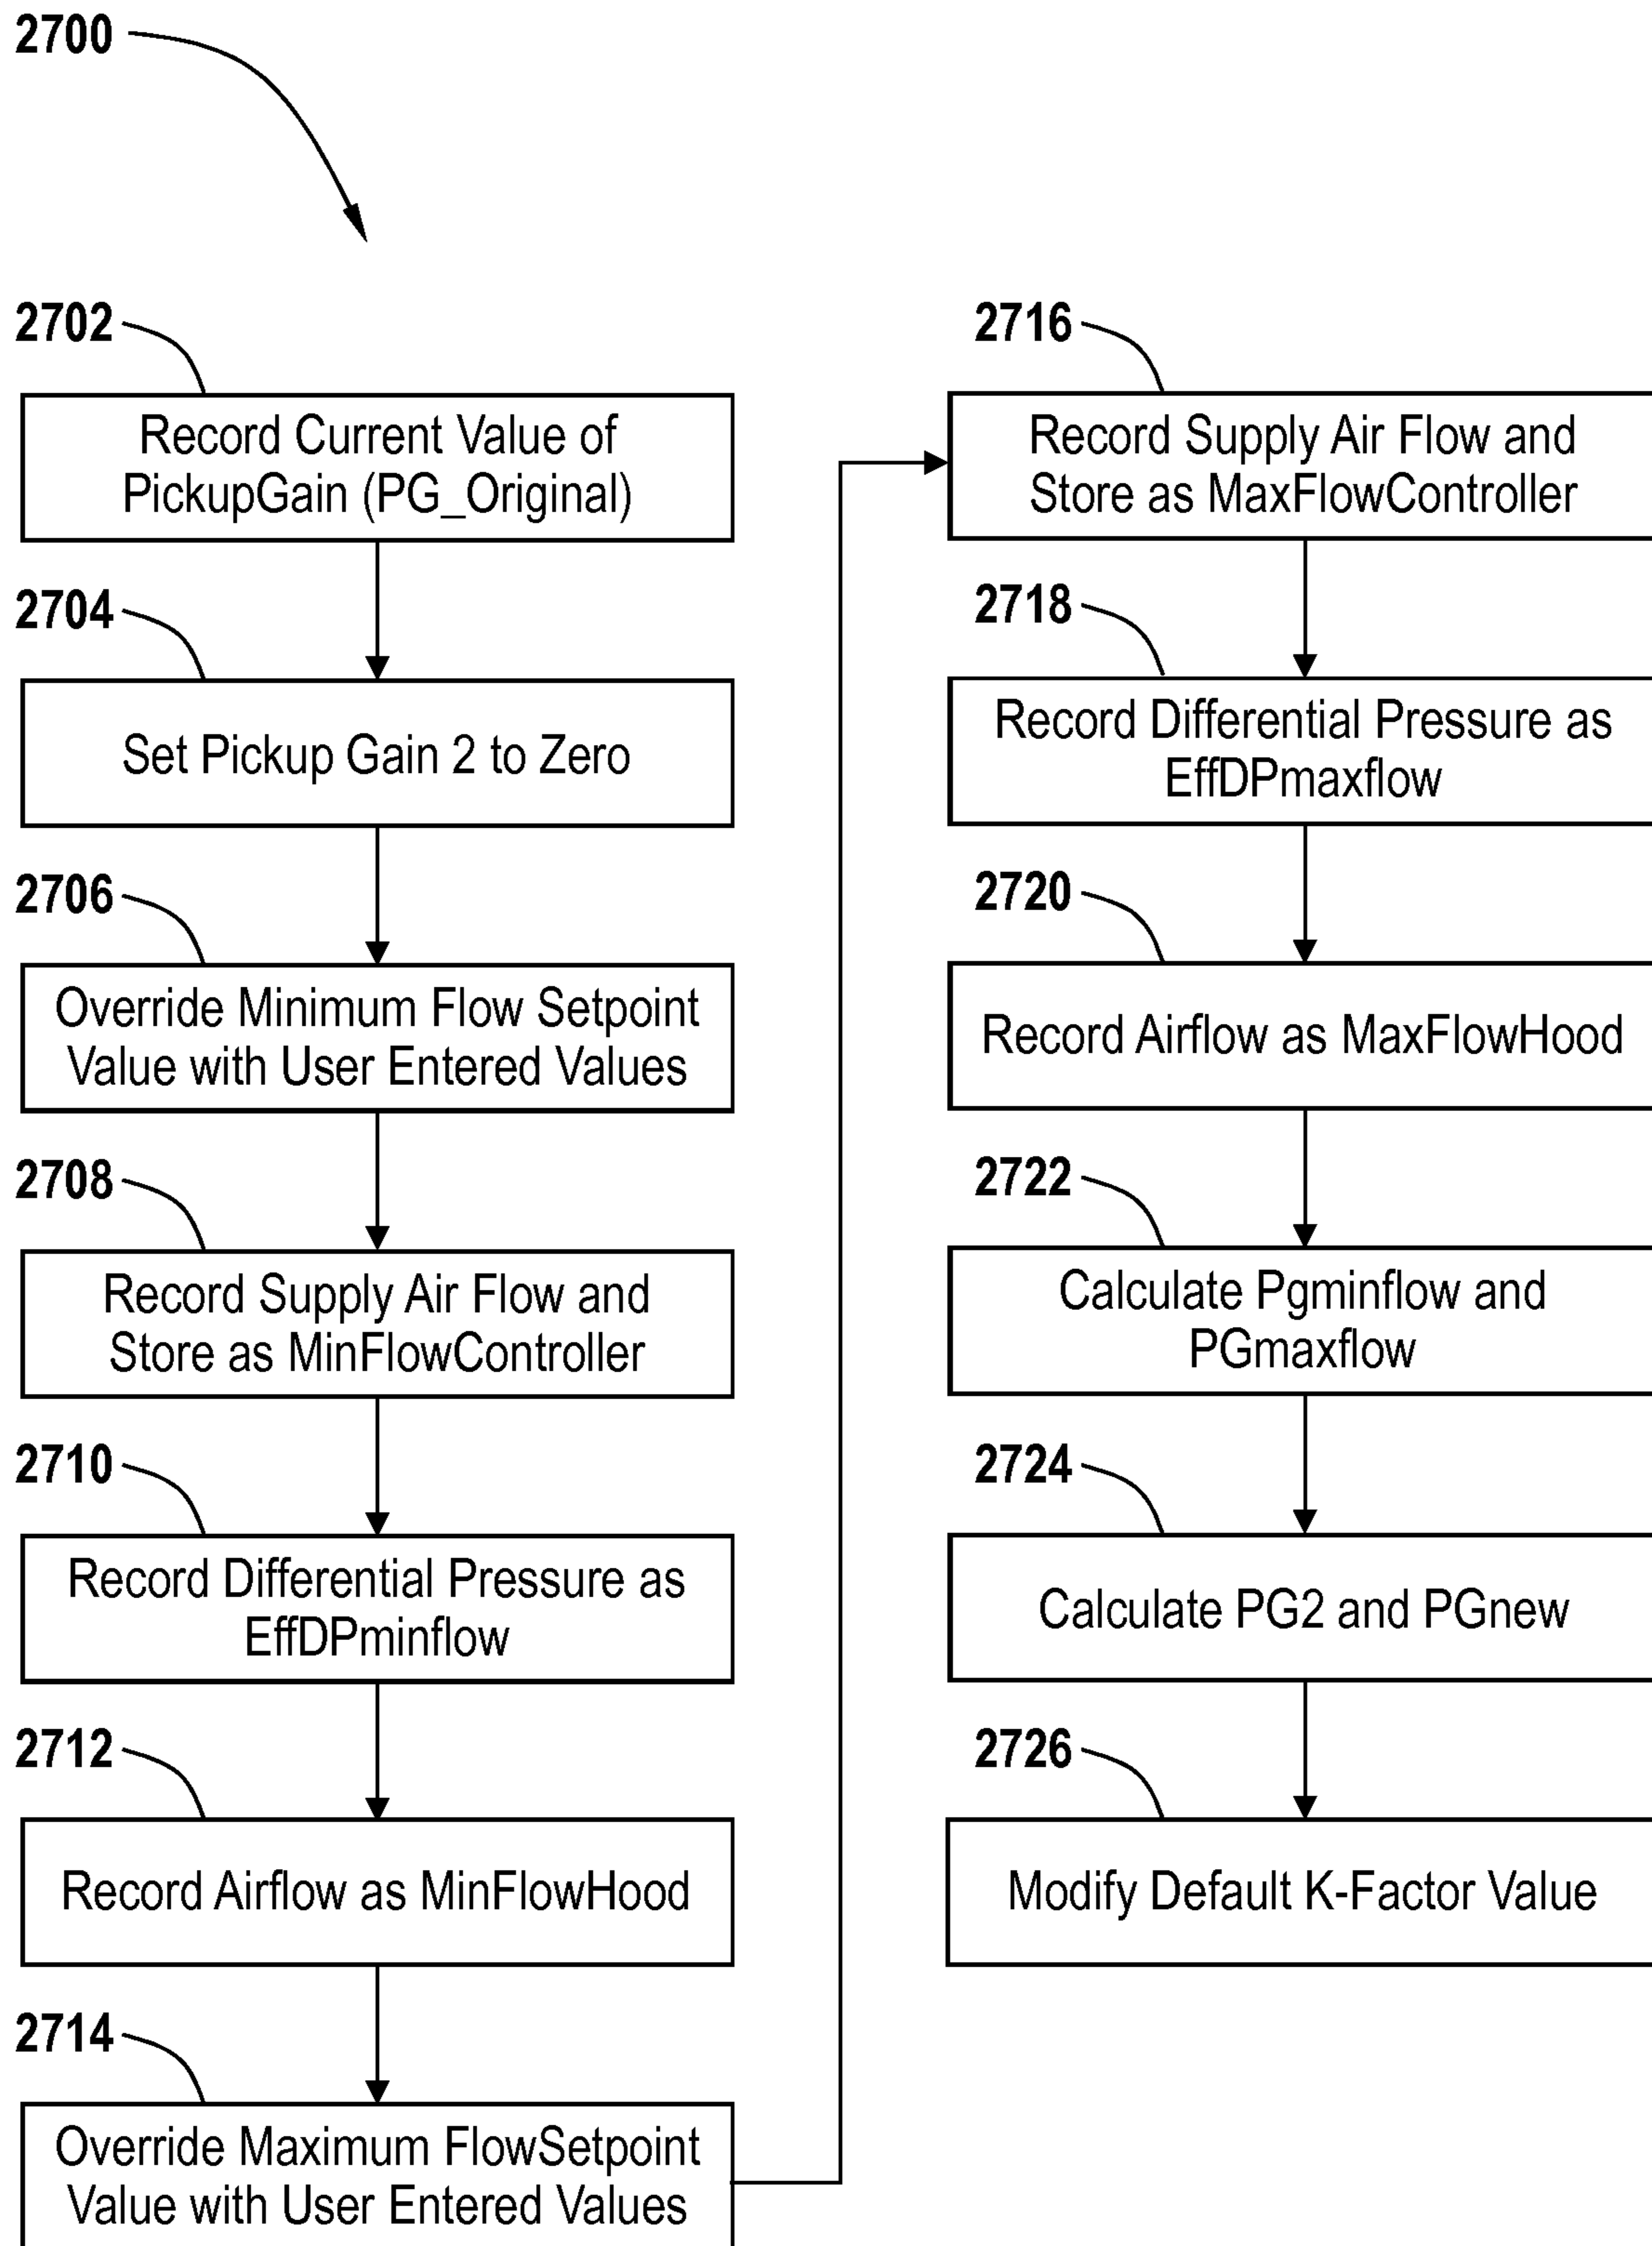 2700
2702
Record Current Value of
PickupGain (PG_Original)
2704
Set Pickup Gain 2 to Zero
2706
Override Minimum Flow Setpoint
Value with User Entered Values
2708
Record Supply Air Flow and
Store as MinFlowController
2710
Record Differential Pressure as
EffDPminflow
2712
Record Airflow as MinFlowHood
2714
Override Maximum FlowSetpoint
Value with User Entered Values
2716
Record Supply Air Flow and
Store as MaxFlowController
2718
Record Differential Pressure as
EffDPmaxflow
2720
Record Airflow as MaxFlowHood
2722
Calculate Pgminflow and
PGmaxflow
2724
Calculate PG2 and PGnew
2726
Modify Default K-Factor Value